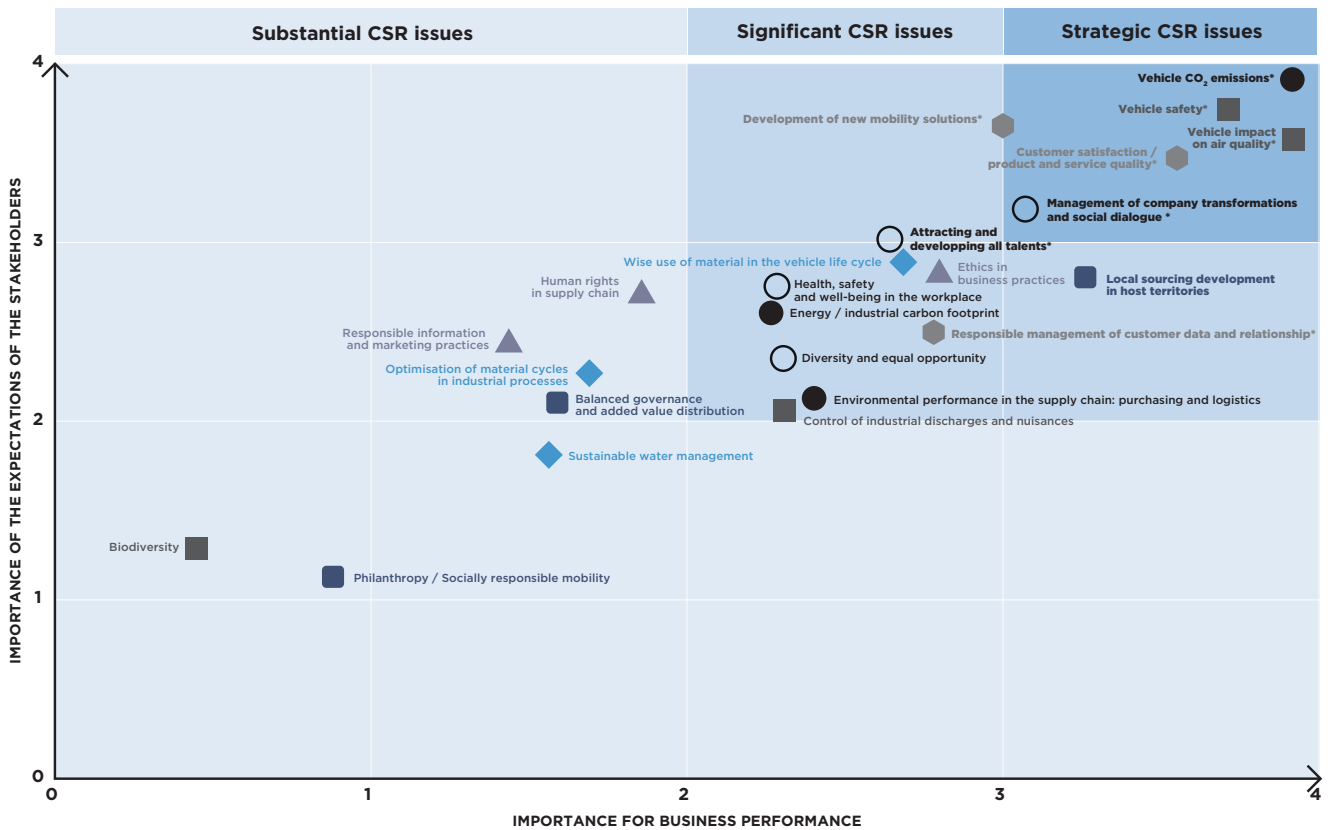 Substantial CSR issues
Significant CSR issues
Strategic CSR issues
4
Vehicle CO2 emissions*
Vehicle safety*
Development of new mobility solutions*
Vehicle impact
on air quality*
Customer satisfaction /
product and service quality*
Management of company transformations
and social dialogue *
3
Attracting and
developping all talents*
Wise use of material in the vehicle life cycle
Ethics in
business practices
Human rights
in supply chain
Health, safety
and well-being in the workplace
Local sourcing development
in host territories
Energy / industrial carbon footprint
Responsible information
and marketing practices
Responsible management of customer data and relationship*
Diversity and equal opportunity
Optimisation of material cycles
in industrial processes
Balanced governance
and added value distribution
Environmental performance in the supply chain: purchasing and logistics
2
Control of industrial discharges and nuisances
Sustainable water management
Biodiversity
Philanthropy / Socially responsible mobility
1
0
0
1
2
3
4
IMPORTANCE OF THE EXPECTATIONS OF THE STAKEHOLDERS
IMPORTANCE FOR BUSINESS PERFORMANCE